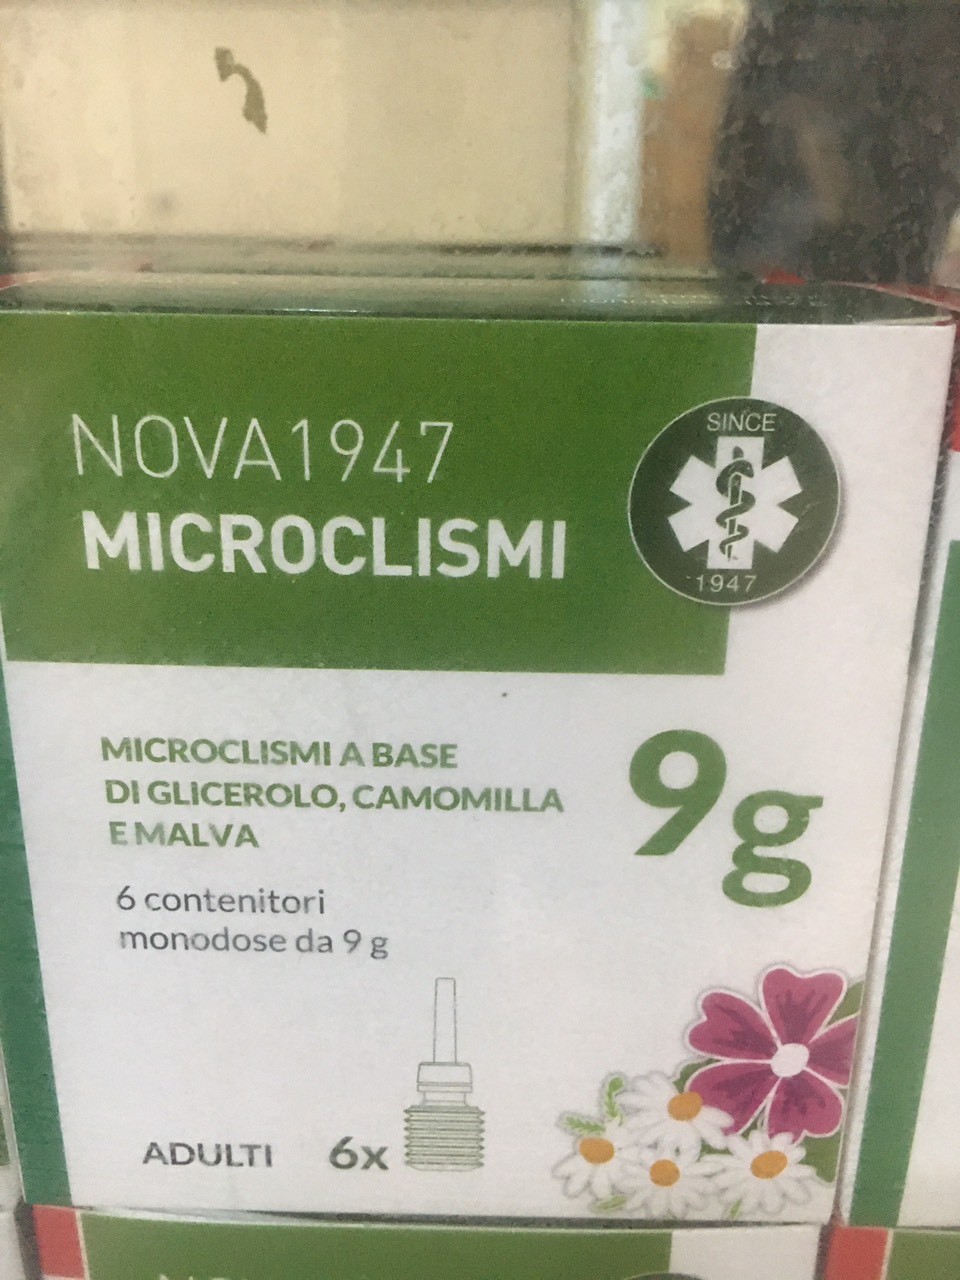 NOVA1947
MICROCLISMI
SINCE
1947
MICROCLISMI A BASE
DI GLICEROLO, CAMOMILLA
E MALVA
9g
6 contenitori
monodose da 9 g
ADULTI 6x